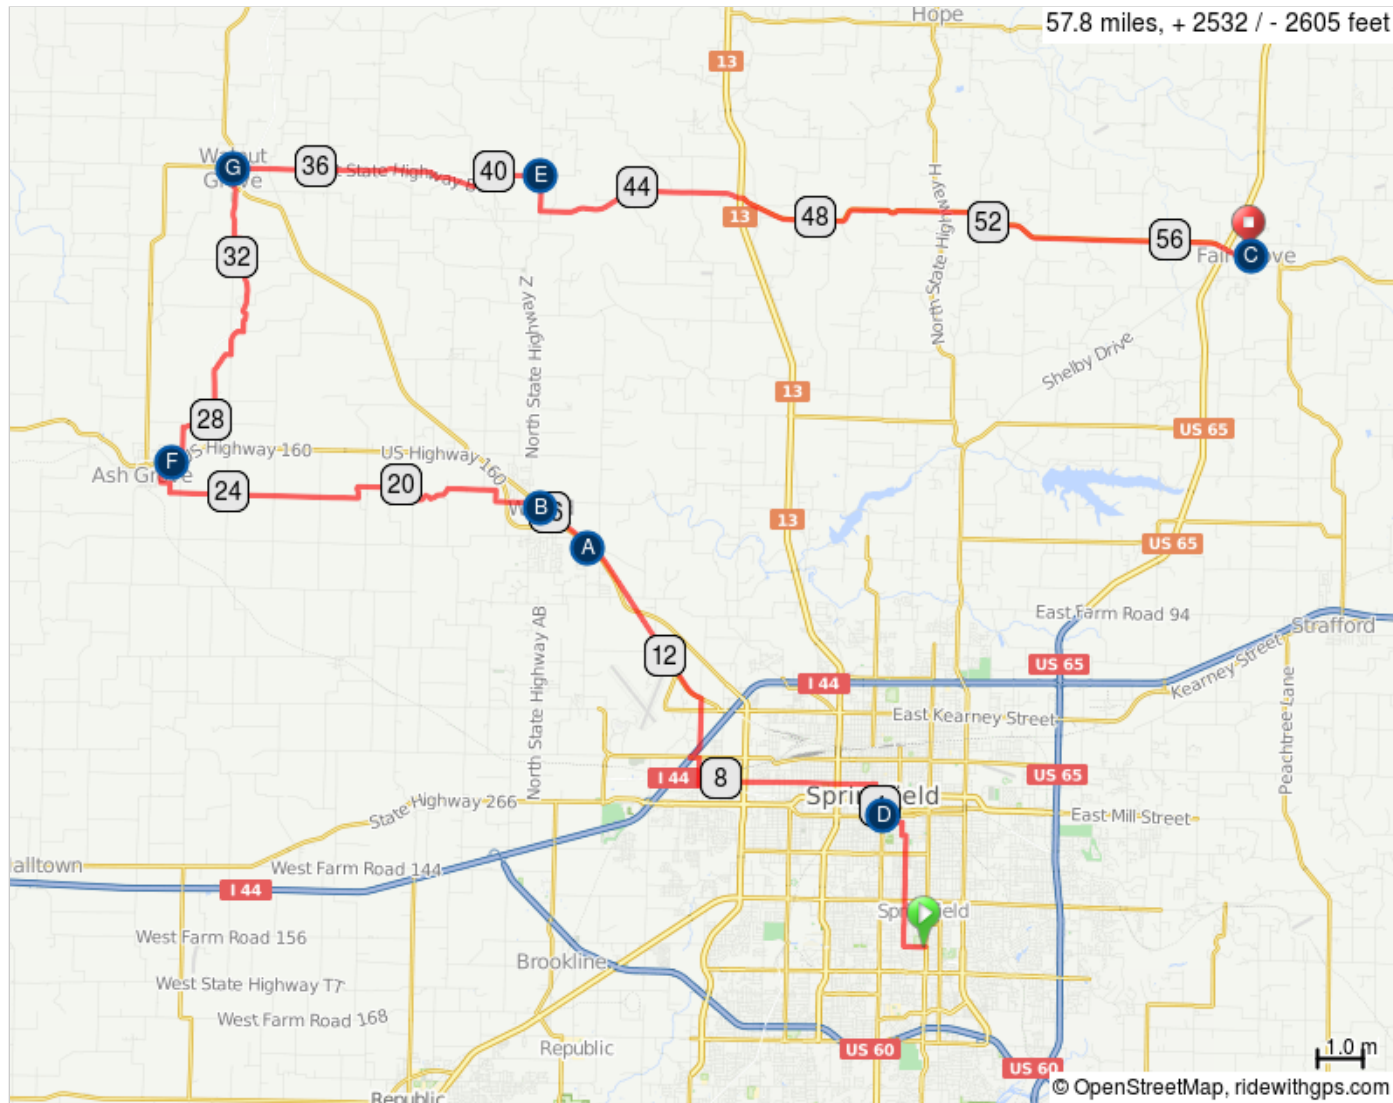 Hope
57.8 miles, + 2532 / - 2605 feet
13
Walnut
Grove
G
36
State Highway
40
E
44
13
48
52
56
C
North State Highway H
32
North State Highway Z
Shelby Drive
13
28
US 65
F
US Highway 160
US Highway 160
Ash Grove
24
20
B
A
13
US 65
East Farm Road 94
Strafford
North State Highway AB
12
US 65
I 44
Kearney Street
East Kearney Street
Peachtree Lane
I 44
8
US 65
Springfield
D
State Highway 266
East Mill Street
West Farm Road 144
I 44
Springfield
West Farm Road 156
Brookline
West State Highway T7
West Farm Road 168
Republic
US 60
US 60
1.0 m
Republic
© OpenStreetMap, ridewithgps.com